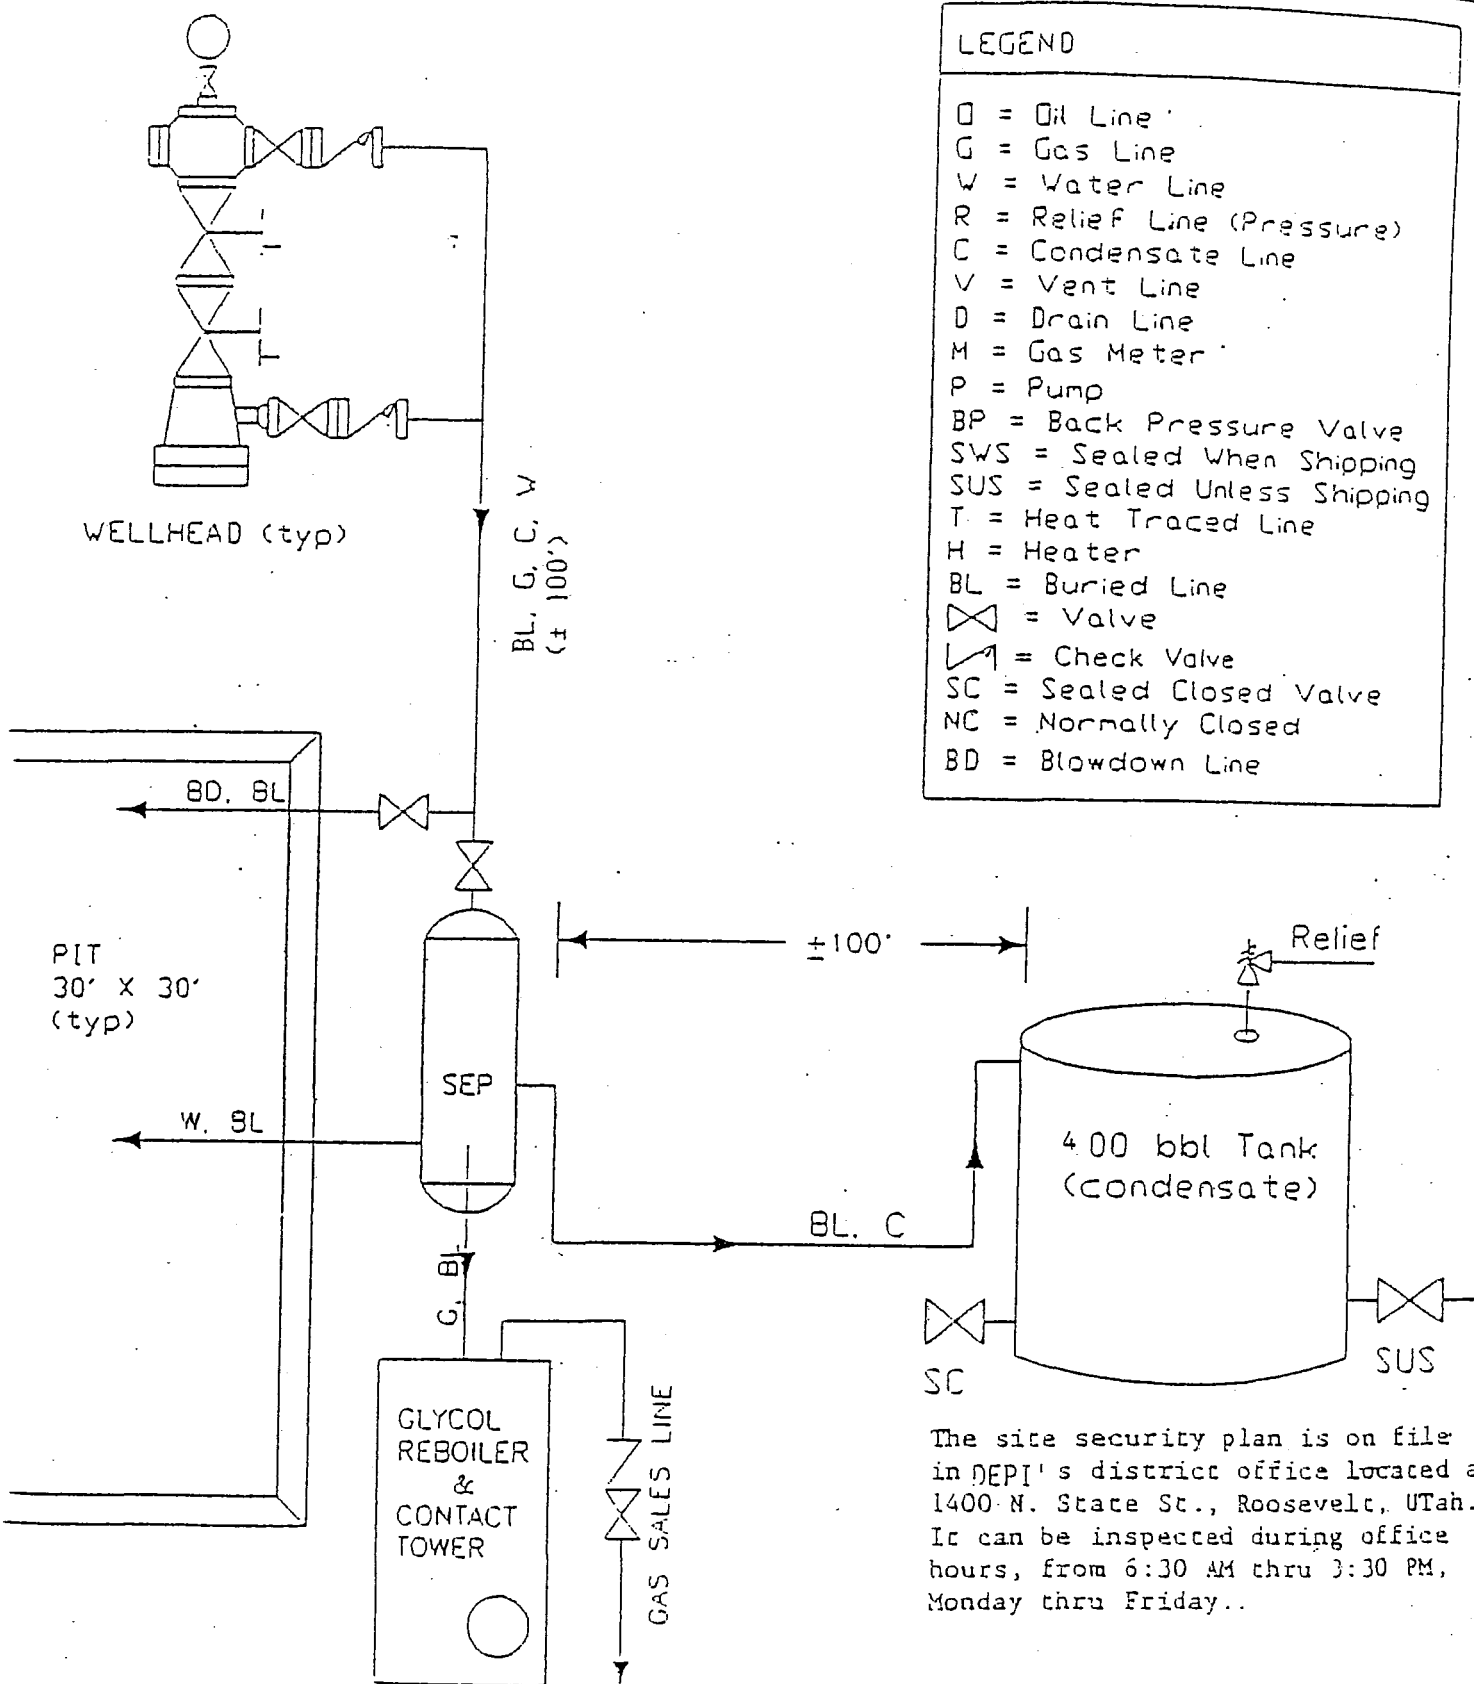 LEGEND
O = Oil Line
G = Gas Line
W = Water Line
R = Relief Line (Pressure)
C = Condensate Line
V = Vent Line
D = Drain Line
M = Gas Meter
P = Pump
BP = Back Pressure Valve
SWS = Sealed When Shipping
SUS = Sealed Unless Shipping
T = Heat Traced Line
H = Heater
BL = Buried Line
= Valve
= Check Valve
SC = Sealed Closed Valve
NC = Normally Closed
BD = Blowdown Line
WELLHEAD (typ)
BL, G, C, W
(± 100')
BD, BL
PIT
30' X 30'
(typ)
±100'
Relief
SEP
W, BL
400 bbl Tank
(condensate)
BL, C
G, BL
SC
SUS
GLYCOL
REBOILER
&
CONTACT
TOWER
GAS SALES LINE
The site security plan is on file
in DEPI's district office located a
1400 N. State St., Roosevelt, UTah.
It can be inspected during office
hours, from 6:30 AM thru 3:30 PM,
Monday thru Friday..